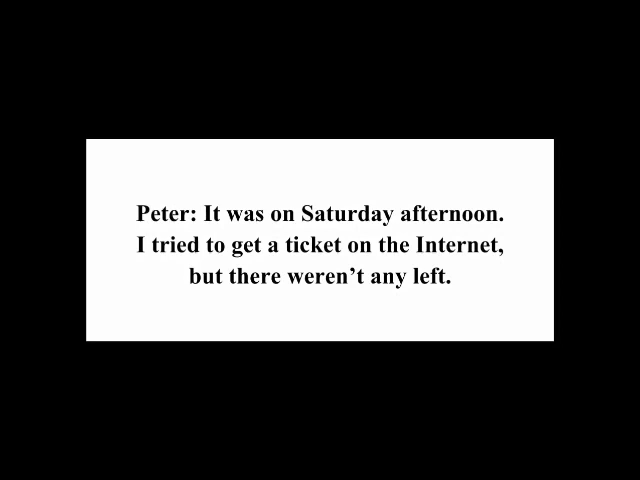 Peter: It was on Saturday afternoon.
I tried to get a ticket on the Internet,
but there weren’t any left.